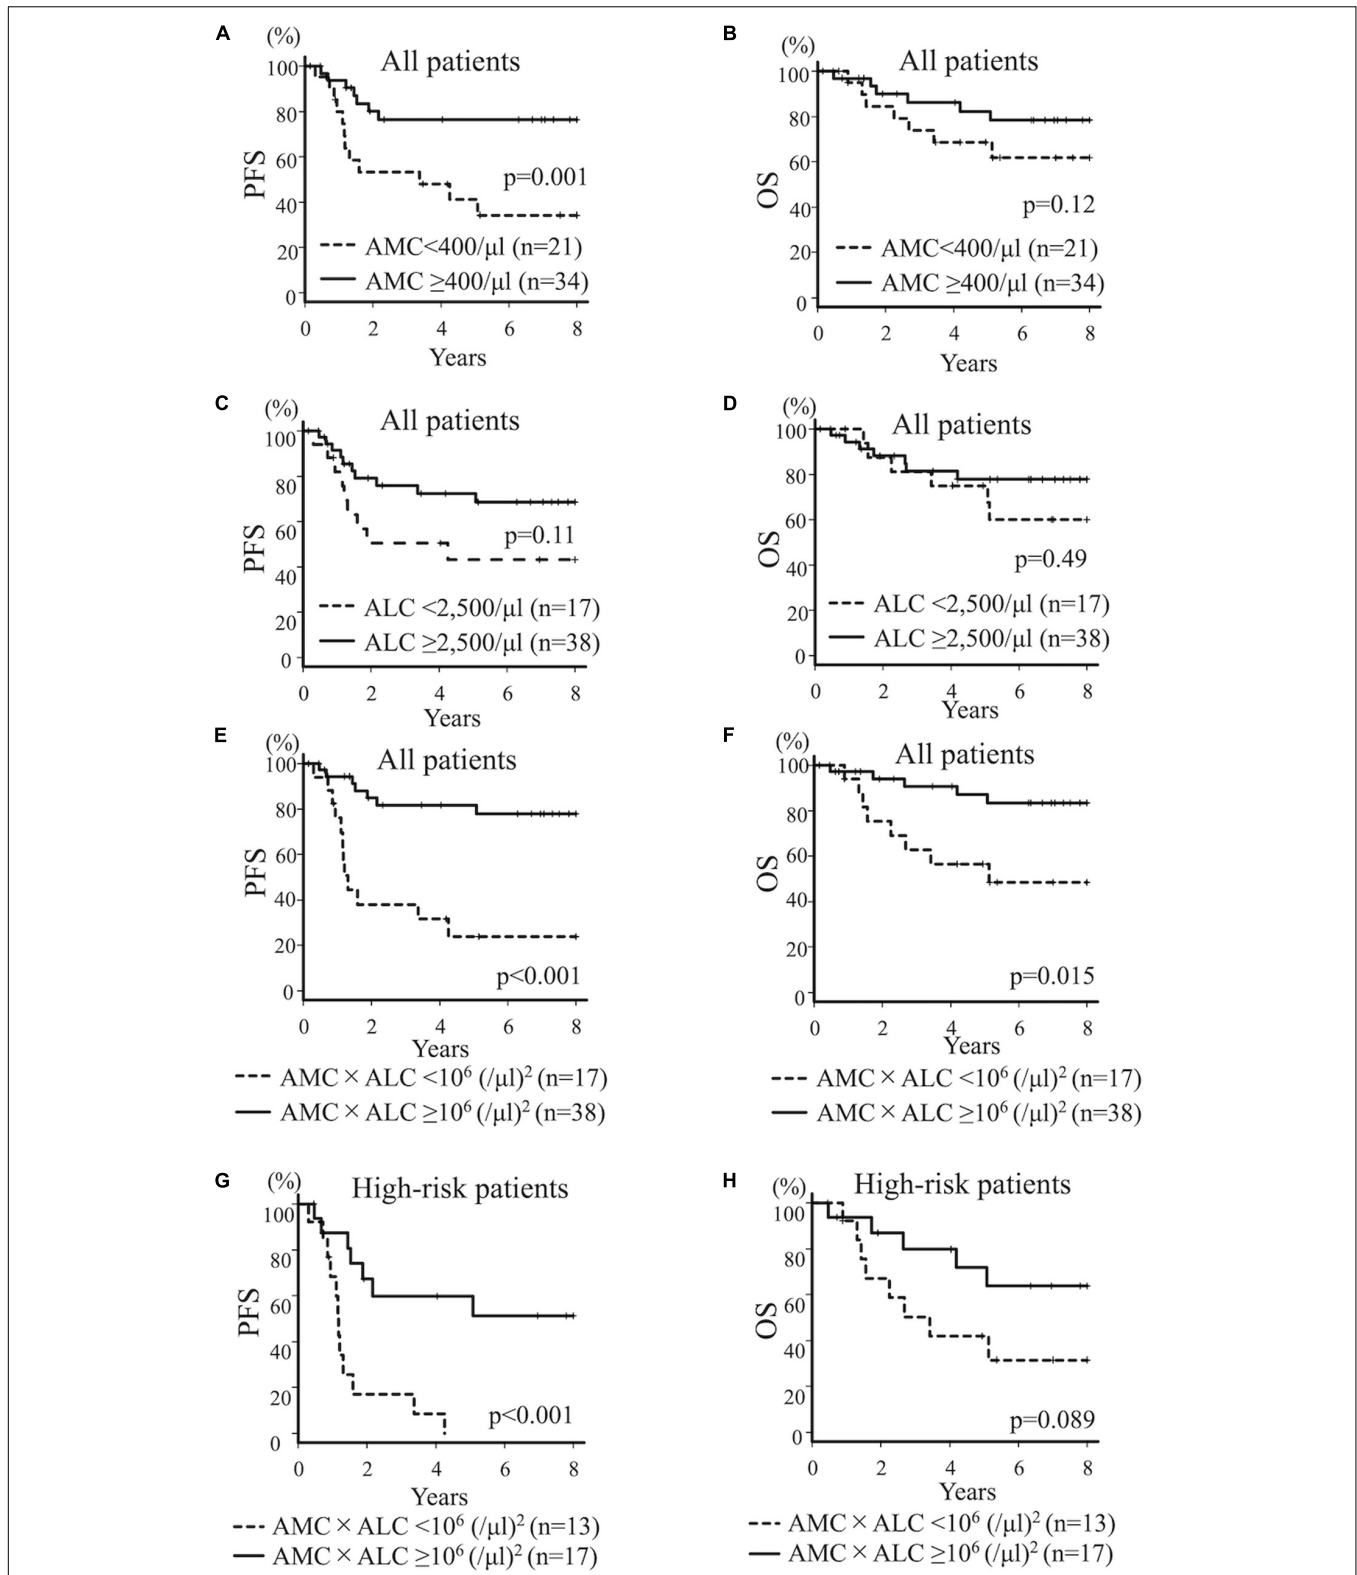 A
(%)
All patients
100
80
60
40
20
0
PFS
p=0.001
AMC<400/μl (n=21)
AMC ≥400/μl (n=34)
0 2 4 6 8
Years
B
(%)
All patients
100
80
60
40
20
0
OS
p=0.12
AMC<400/μl (n=21)
AMC ≥400/μl (n=34)
0 2 4 6 8
Years
C
(%)
All patients
100
80
60
40
20
0
PFS
p=0.11
ALC <2,500/μl (n=17)
ALC ≥2,500/μl (n=38)
0 2 4 6 8
Years
D
(%)
All patients
100
80
60
40
20
0
OS
p=0.49
ALC <2,500/μl (n=17)
ALC ≥2,500/μl (n=38)
0 2 4 6 8
Years
E
(%)
All patients
100
80
60
40
20
0
PFS
p<0.001
0 2 4 6 8
Years
AMC × ALC <10⁶ (/μl)² (n=17)
AMC × ALC ≥10⁶ (/μl)² (n=38)
F
(%)
All patients
100
80
60
40
20
0
OS
p=0.015
0 2 4 6 8
Years
AMC × ALC <10⁶ (/μl)² (n=17)
AMC × ALC ≥10⁶ (/μl)² (n=38)
G
(%)
High-risk patients
100
80
60
40
20
0
PFS
p<0.001
0 2 4 6 8
Years
AMC × ALC <10⁶ (/μl)² (n=13)
AMC × ALC ≥10⁶ (/μl)² (n=17)
H
(%)
High-risk patients
100
80
60
40
20
0
OS
p=0.089
0 2 4 6 8
Years
AMC × ALC <10⁶ (/μl)² (n=13)
AMC × ALC ≥10⁶ (/μl)² (n=17)